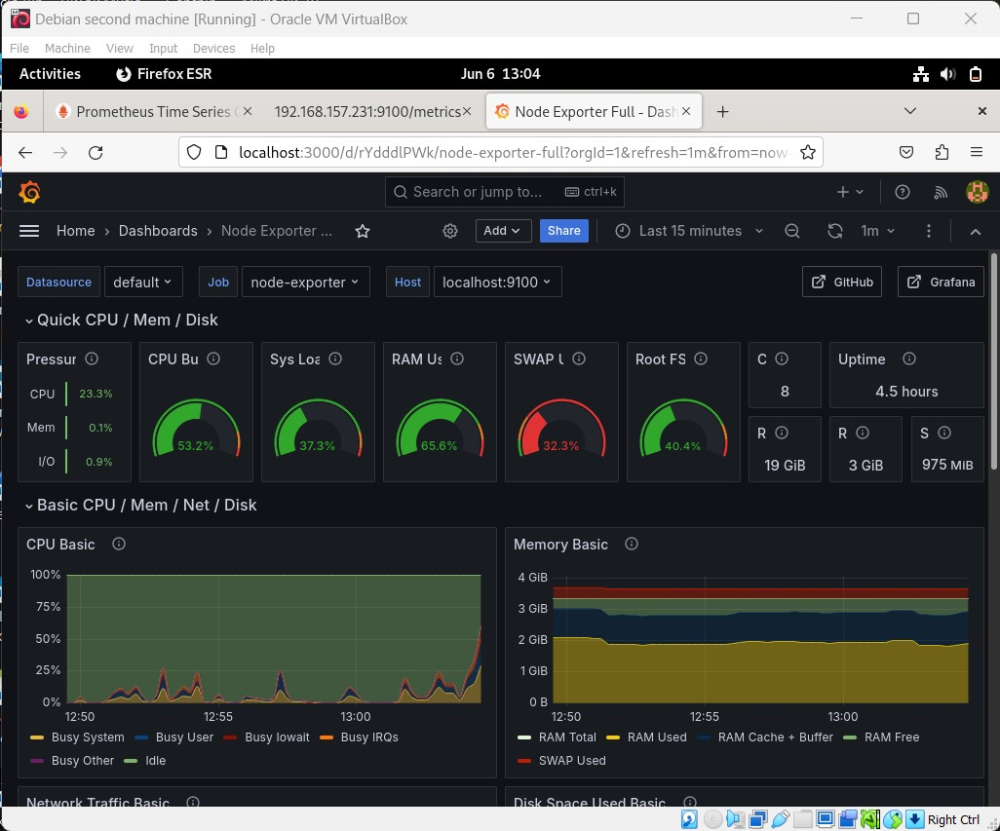 Debian second machine [Running] - Oracle VM VirtualBox
File Machine View Input Devices Help
Activities Firefox ESR Jun 6 13:04
Prometheus Time Series 192.168.157.231:9100/metrics Node Exporter Full - Dash
localhost:3000/d/rYdddlPWk/node-exporter-full?orgId=1&refresh=1m&from=now-
Search or jump to... ctrl+k
Home › Dashboards › Node Exporter ... Add Share Last 15 minutes 1m
Datasource default Job node-exporter Host localhost:9100 GitHub Grafana
Quick CPU / Mem / Disk
Pressur CPU Bu Sys Loa RAM Us SWAP U Root FS C Uptime
CPU 23.3%
Mem 0.1%
I/O 0.9%
53.2% 37.3% 65.6% 32.3% 40.4%
8 4.5 hours
R R S
19 GiB 3 GiB 975 MiB
Basic CPU / Mem / Net / Disk
CPU Basic
100%
75%
50%
25%
0%
12:50 12:55 13:00
Busy System Busy User Busy Iowait Busy IRQs
Busy Other Idle
Memory Basic
4 GiB
3 GiB
2 GiB
1 GiB
0 B
12:50 12:55 13:00
RAM Total RAM Used RAM Cache + Buffer RAM Free
SWAP Used
Network Traffic Basic Disk Space Used Basic
Right Ctrl